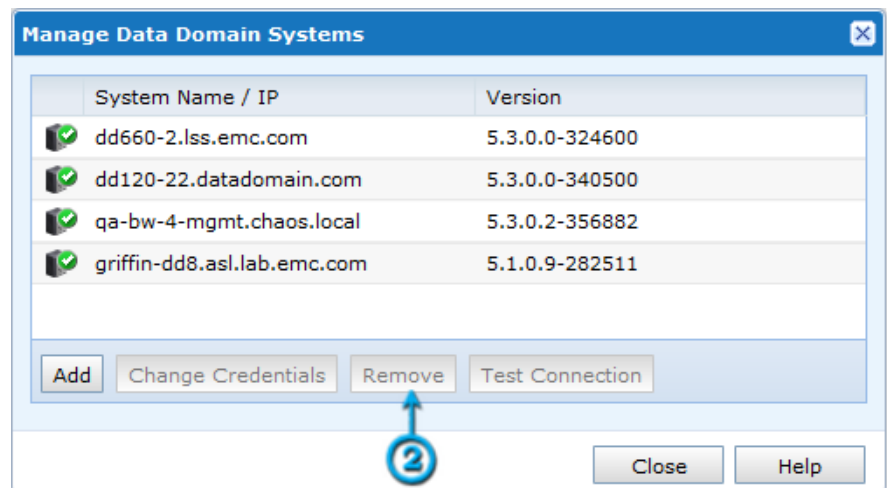 Manage Data Domain Systems
System Name / IP Version
dd660-2.lss.emc.com 5.3.0.0-324600
dd120-22.datadomain.com 5.3.0.0-340500
qa-bw-4-mgmt.chaos.local 5.3.0.2-356882
griffin-dd8.asl.lab.emc.com 5.1.0.9-282511
Add Change Credentials Remove Test Connection
2
Close Help